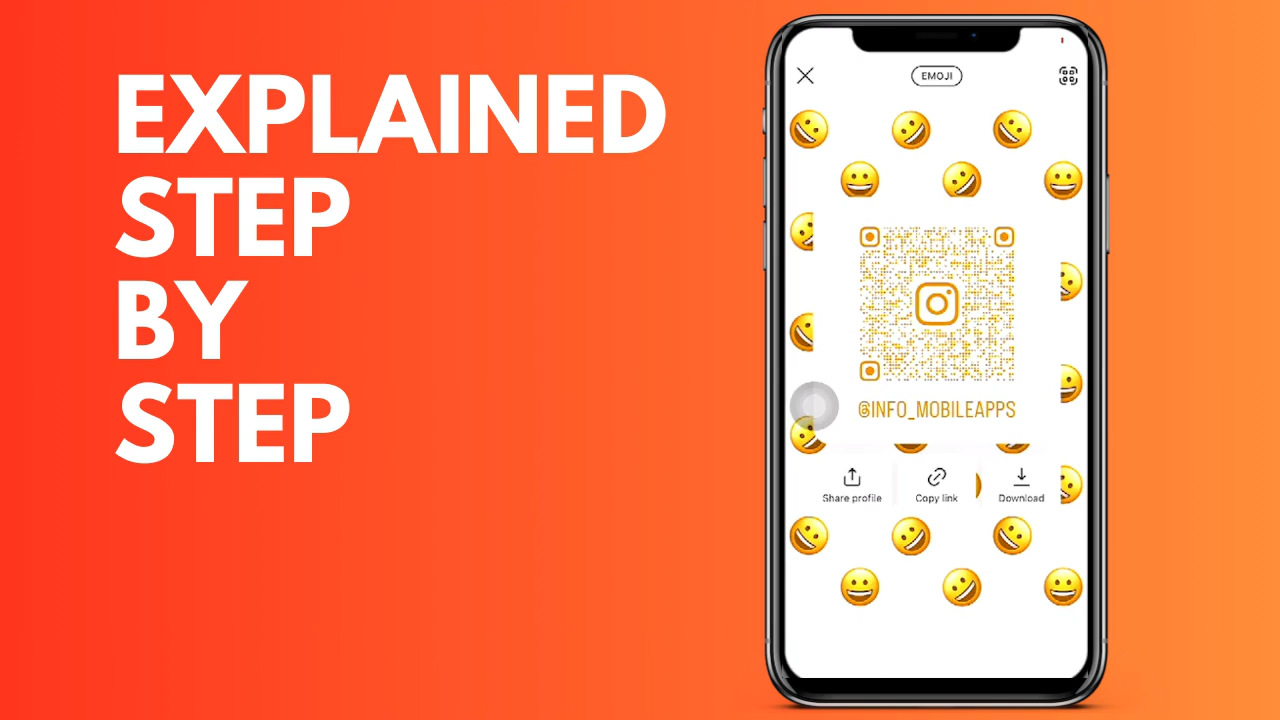 EXPLAINED
STEP
BY
STEP
EMOJI
@INFO_MOBILEAPPS
Share profile
Copy link
Download